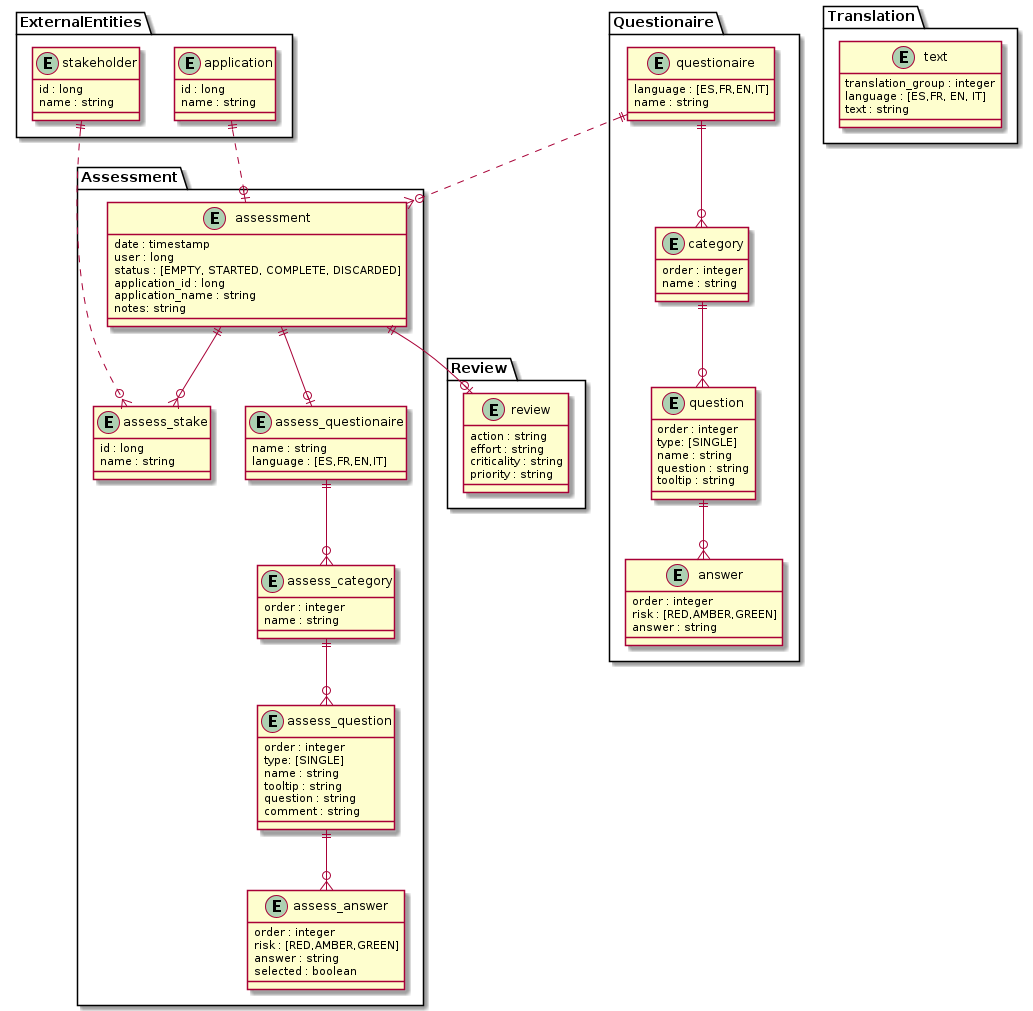 ExternalEntities
E stakeholder
id : long
name : string
E application
id : long
name : string
Questionaire
E questionaire
language : [ES,FR,EN,IT]
name : string
Translation
E text
translation_group : integer
language : [ES,FR, EN, IT]
text : string
Assessment
E assessment
date : timestamp
user : long
status : [EMPTY, STARTED, COMPLETE, DISCARDED]
application_id : long
application_name : string
notes: string
E category
order : integer
name : string
Review
E review
action : string
effort : string
criticality : string
priority : string
E question
order : integer
type: [SINGLE]
name : string
question : string
tooltip : string
E assess_stake
id : long
name : string
E assess_questionaire
name : string
language : [ES,FR,EN,IT]
E answer
order : integer
risk : [RED,AMBER,GREEN]
answer : string
E assess_category
order : integer
name : string
E assess_question
order : integer
type: [SINGLE]
name : string
tooltip : string
question : string
comment : string
E assess_answer
order : integer
risk : [RED,AMBER,GREEN]
answer : string
selected : boolean